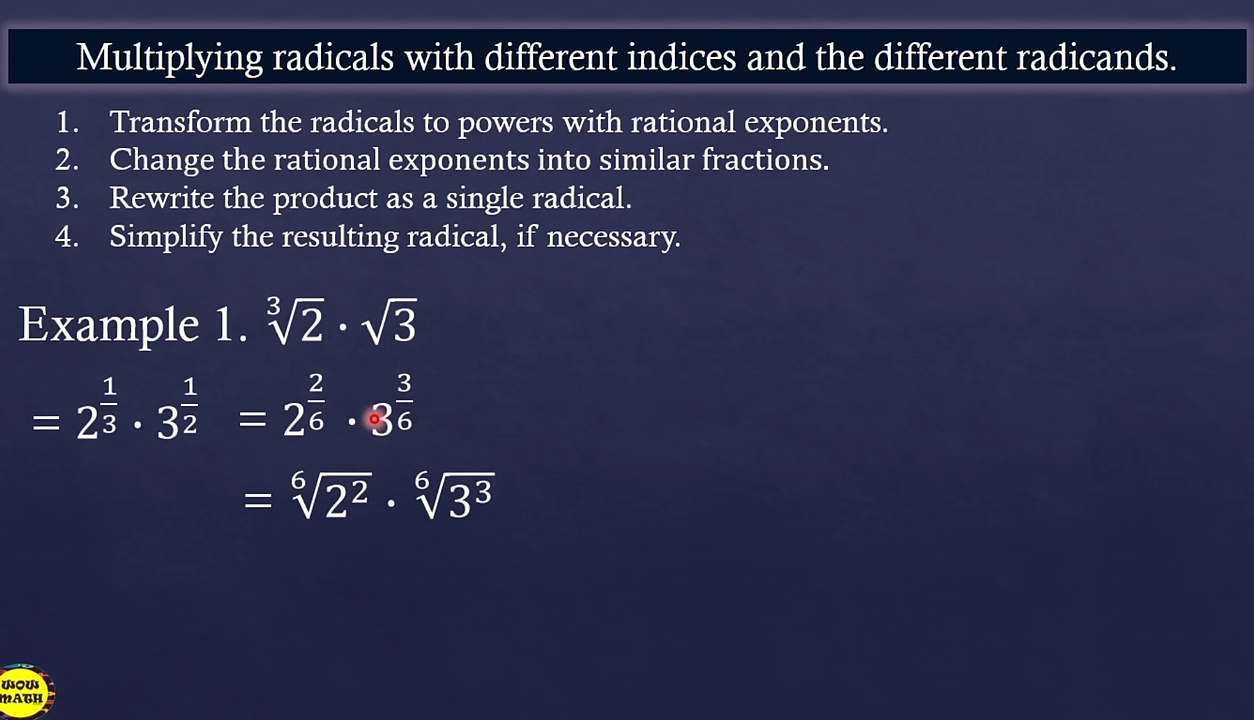 Multiplying radicals with different indices and the different radicands.
1. Transform the radicals to powers with rational exponents.
2. Change the rational exponents into similar fractions.
3. Rewrite the product as a single radical.
4. Simplify the resulting radical, if necessary.
Example 1. ∛2 · √3
= 2^(1/3) · 3^(1/2) = 2^(2/6) · 3^(3/6)
= ⁶√(2²) · ⁶√(3³)
WOW
MATH